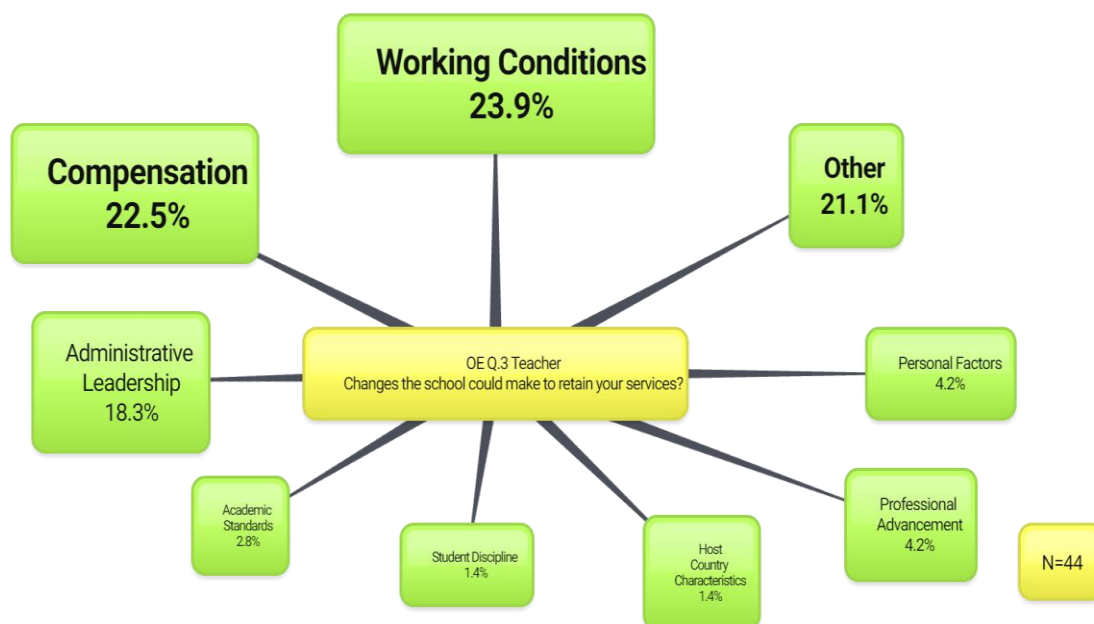 Working Conditions
23.9%
Compensation
22.5%
Other
21.1%
Administrative
Leadership
18.3%
OE Q.3 Teacher
Changes the school could make to retain your services?
Personal Factors
4.2%
Academic
Standards
2.8%
Student Discipline
1.4%
Host
Country
Characteristics
1.4%
Professional
Advancement
4.2%
N=44